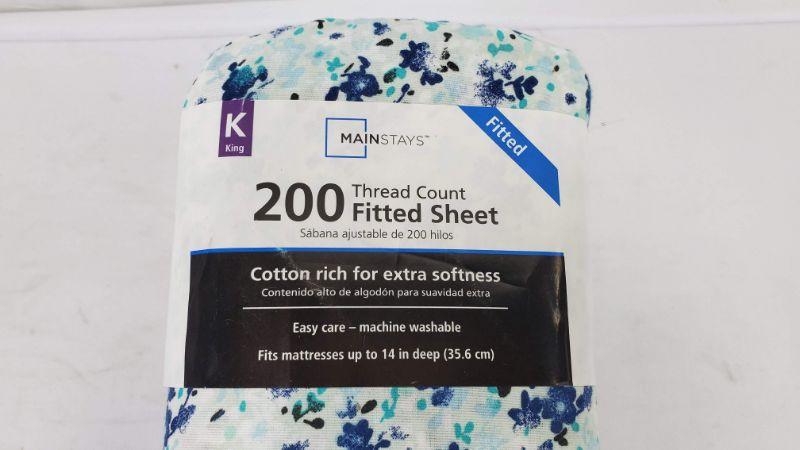 K
King
MAINSTAYS™
Fitted
200 Thread Count
Fitted Sheet
Sábana ajustable de 200 hilos
Cotton rich for extra softness
Contenido alto de algodón para suavidad extra
Easy care – machine washable
Fits mattresses up to 14 in deep (35.6 cm)